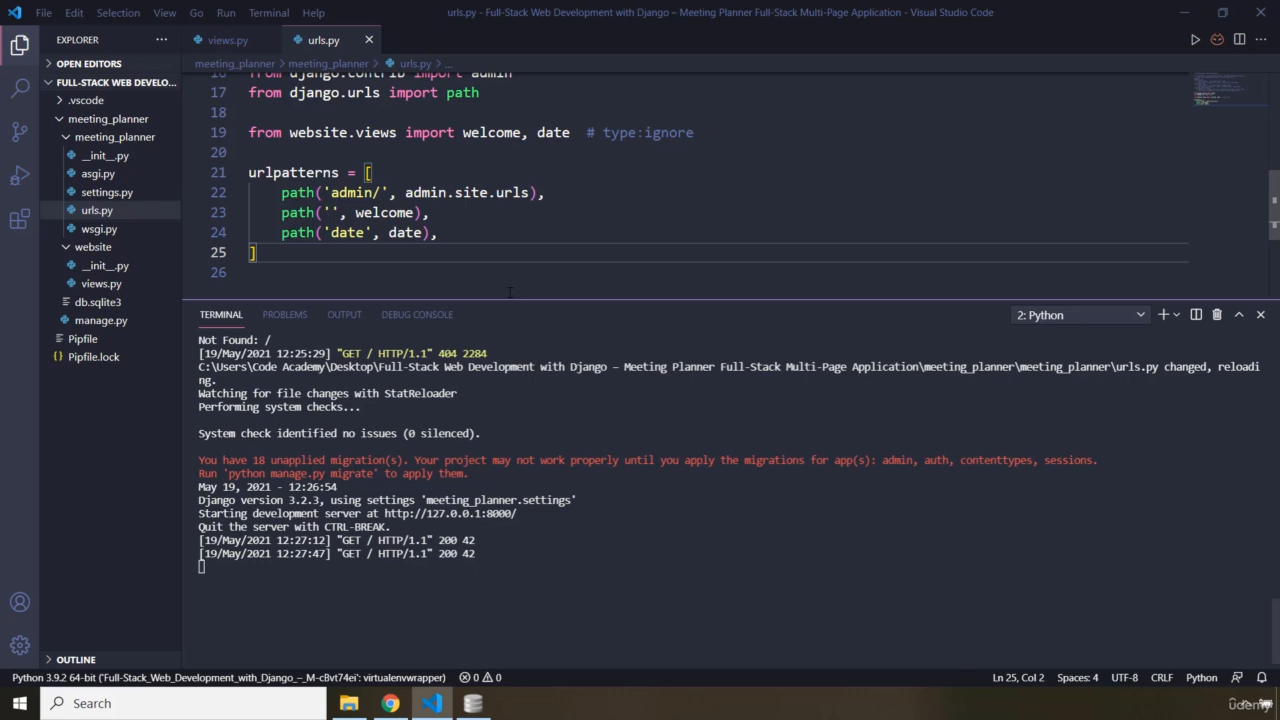 File Edit Selection View Go Run Terminal Help
urls.py - Full-Stack Web Development with Django – Meeting Planner Full-Stack Multi-Page Application - Visual Studio Code
EXPLORER
views.py
urls.py
OPEN EDITORS
FULL-STACK WEB DEVELO...
.vscode
meeting_planner
meeting_planner
__init__.py
asgi.py
settings.py
urls.py
wsgi.py
website
__init__.py
views.py
db.sqlite3
manage.py
Pipfile
Pipfile.lock
OUTLINE
meeting_planner > meeting_planner > urls.py > ...
16 from django.contrib import admin
17 from django.urls import path
18
19 from website.views import welcome, date # type:ignore
20
21 urlpatterns = [
22 path('admin/', admin.site.urls),
23 path('', welcome),
24 path('date', date),
25 ]
26
TERMINAL PROBLEMS OUTPUT DEBUG CONSOLE
2: Python
Not Found: /
[19/May/2021 12:25:29] "GET / HTTP/1.1" 404 2284
C:\Users\Code Academy\Desktop\Full-Stack Web Development with Django – Meeting Planner Full-Stack Multi-Page Application\meeting_planner\meeting_planner\urls.py changed, reloadi
ng.
Watching for file changes with StatReloader
Performing system checks...
System check identified no issues (0 silenced).
You have 18 unapplied migration(s). Your project may not work properly until you apply the migrations for app(s): admin, auth, contenttypes, sessions.
Run 'python manage.py migrate' to apply them.
May 19, 2021 - 12:26:54
Django version 3.2.3, using settings 'meeting_planner.settings'
Starting development server at http://127.0.0.1:8000/
Quit the server with CTRL-BREAK.
[19/May/2021 12:27:12] "GET / HTTP/1.1" 200 42
[19/May/2021 12:27:47] "GET / HTTP/1.1" 200 42
Python 3.9.2 64-bit ('Full-Stack_Web_Development_with_Django_–_M-c8vt74ei': virtualenvwrapper) 0 0
Ln 25, Col 2 Spaces: 4 UTF-8 CRLF Python
Search
udemy